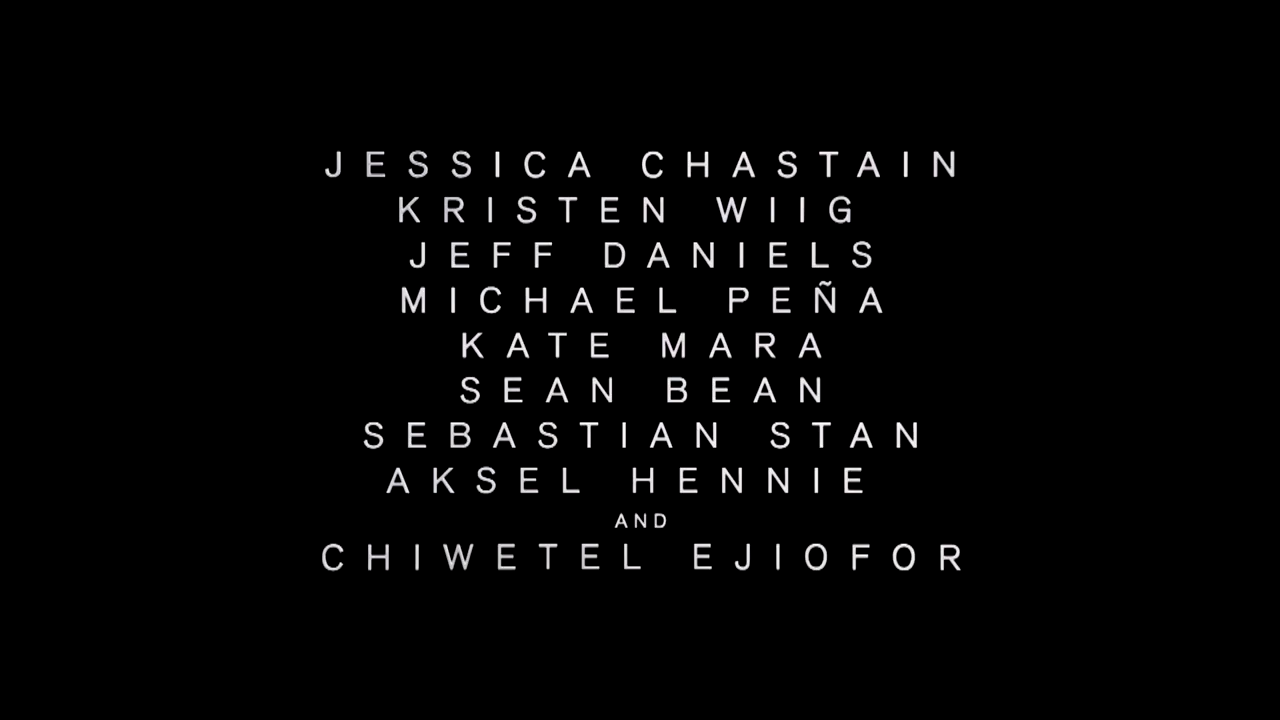 JESSICA CHASTAIN
KRISTEN WIIG
JEFF DANIELS
MICHAEL PEÑA
KATE MARA
SEAN BEAN
SEBASTIAN STAN
AKSEL HENNIE
AND
CHIWETEL EJIOFOR